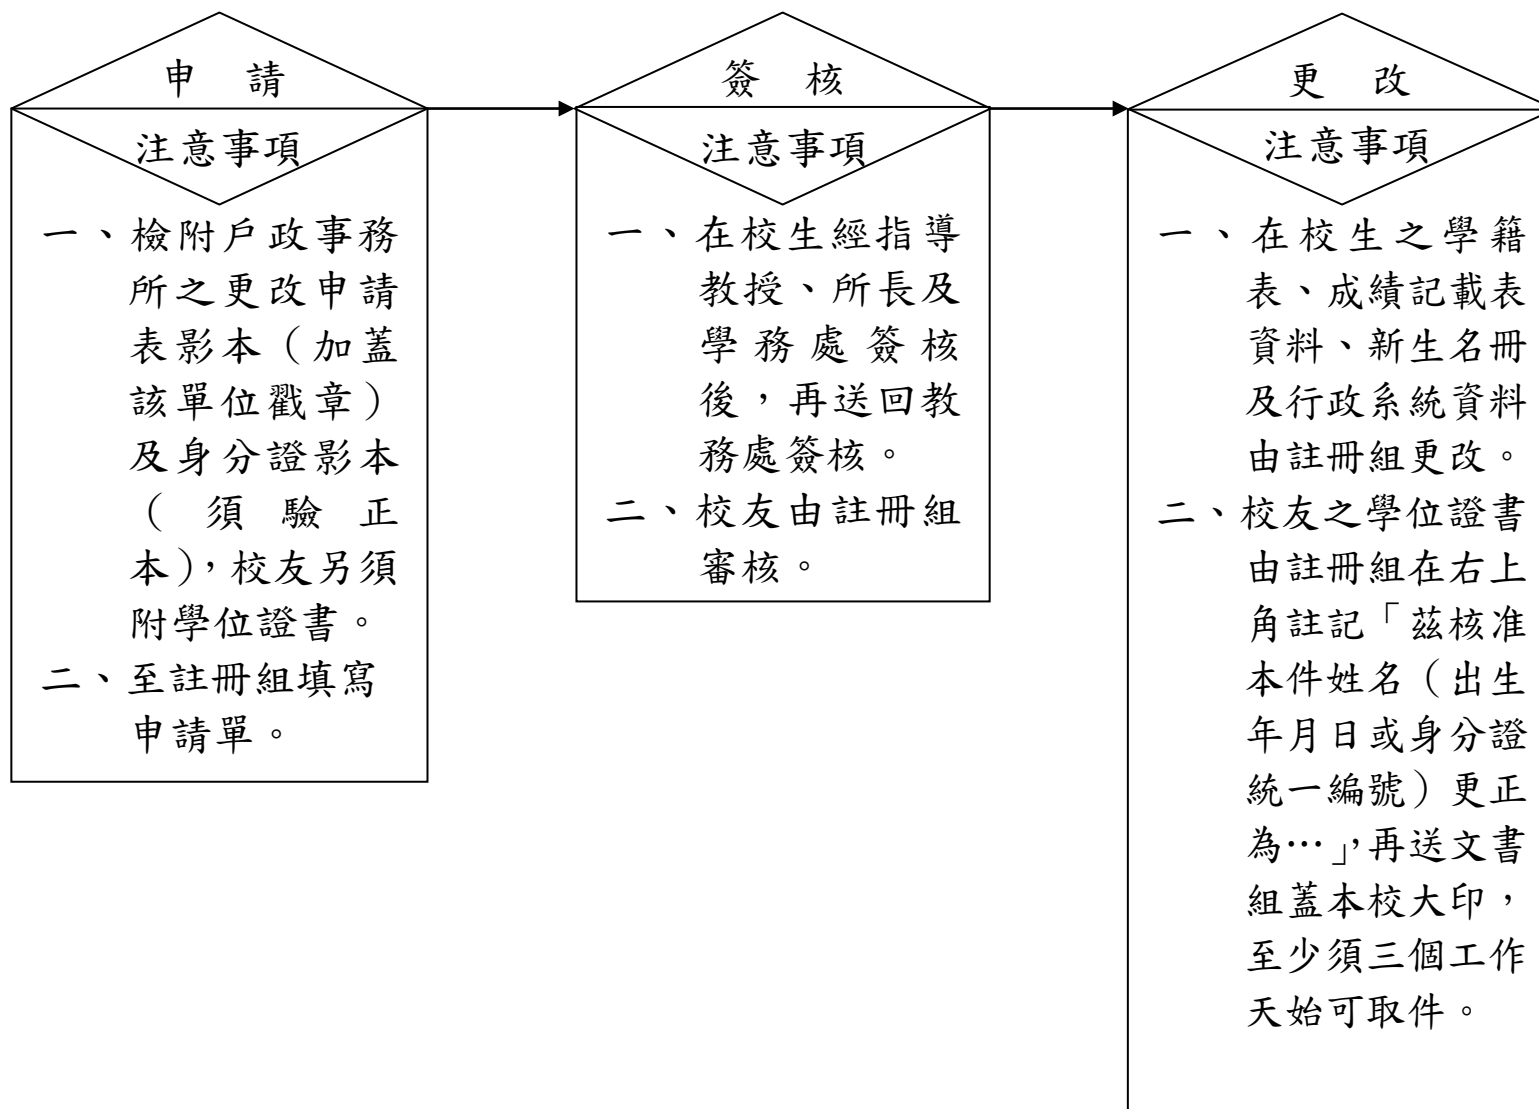 申 請
注意事項
一、檢附戶政事務
所之更改申請
表影本（加蓋
該單位戳章）
及身分證影本
（須驗正
本），校友另須
附學位證書。
二、至註冊組填寫
申請單。
簽 核
注意事項
一、在校生經指導
教授、所長及
學務處簽核
後，再送回教
務處簽核。
二、校友由註冊組
審核。
更 改
注意事項
一、在校生之學籍
表、成績記載表
資料、新生名冊
及行政系統資料
由註冊組更改。
二、校友之學位證書
由註冊組在右上
角註記「茲核准
本件姓名（出生
年月日或身分證
統一編號）更正
為…」，再送文書
組蓋本校大印，
至少須三個工作
天始可取件。